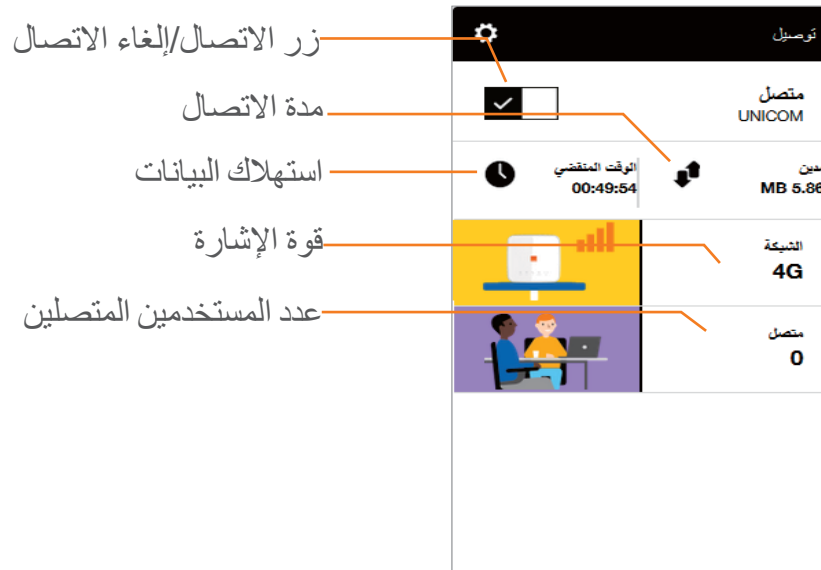 توصيل
زر الاتصال/إلغاء الاتصال
متصل
UNICOM
مدة الاتصال
استهلاك البيانات
الوقت المنقضي
00:49:54
MB 5.86
قوة الإشارة
الشبكة
4G
عدد المستخدمين المتصلين
متصل
0